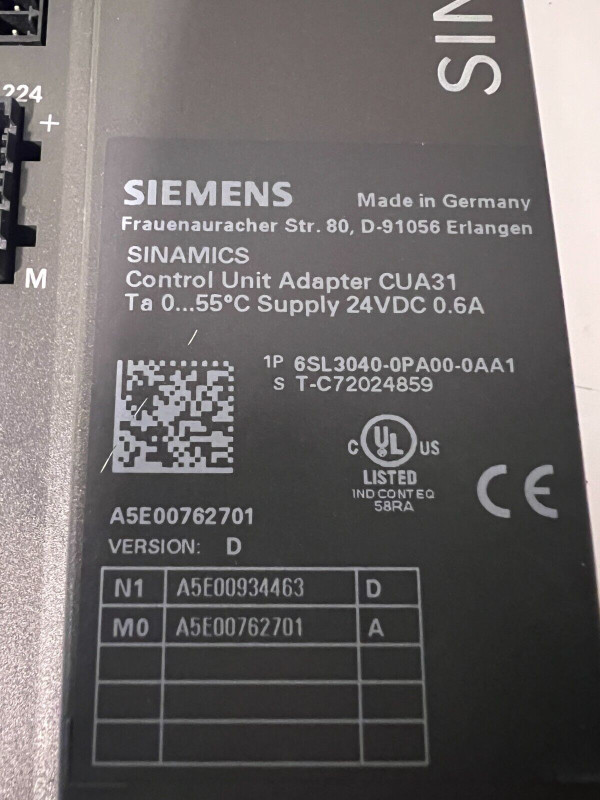 SIN
224
+
M
SIEMENS Made in Germany
Frauenauracher Str. 80, D-91056 Erlangen
SINAMICS
Control Unit Adapter CUA31
Ta 0...55°C Supply 24VDC 0.6A
1P 6SL3040-0PA00-0AA1
S T-C72024859
C UL US
LISTED
IND CONT EQ
58RA
CE
A5E00762701
VERSION: D
N1 A5E00934463 D
M0 A5E00762701 A